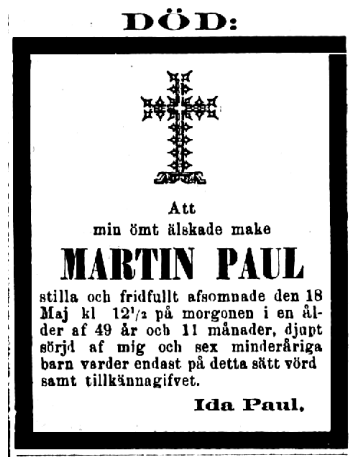 DÖD:
Att
min ömt älskade make
MARTIN PAUL
stilla och fridfullt afsomnade den 18
Maj kl 12½ på morgonen i en ål-
der af 49 år och 11 månader, djupt
sörjd af mig och sex minderåriga
barn varder endast på detta sätt vörd
samt tillkännagifvet.
Ida Paul.